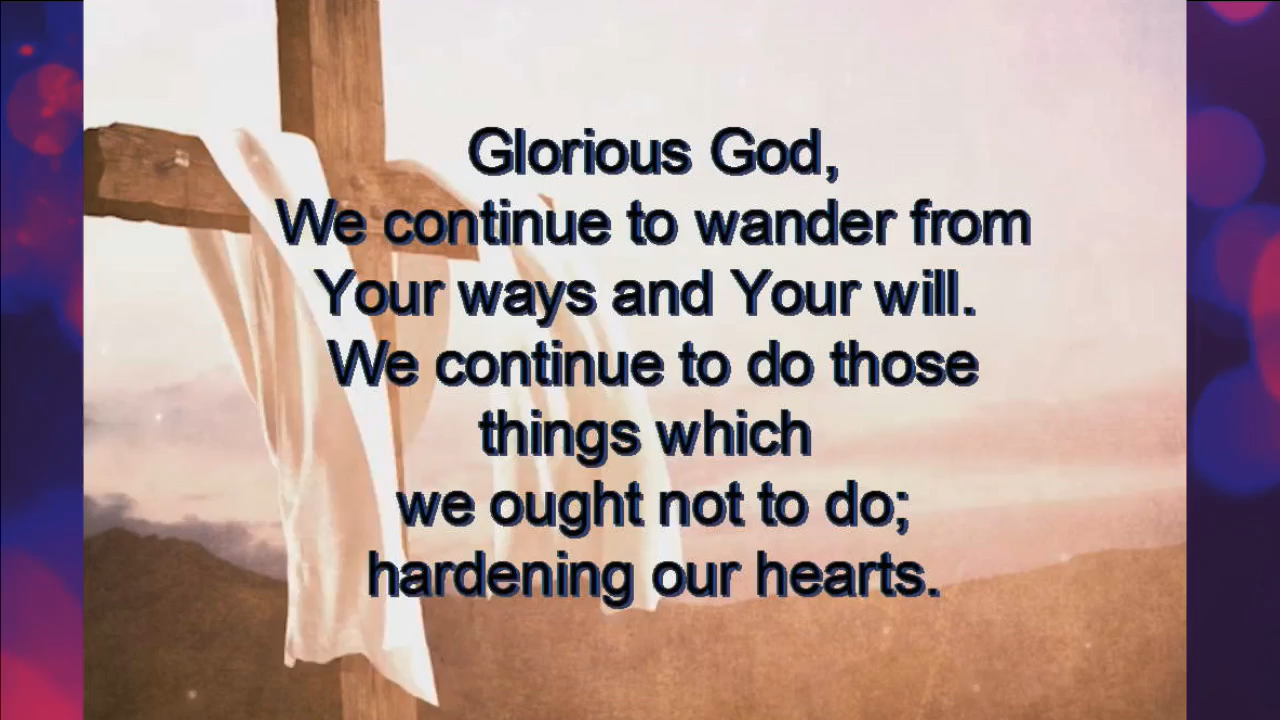 Glorious God,
We continue to wander from
Your ways and Your will.
We continue to do those
things which
we ought not to do;
hardening our hearts.